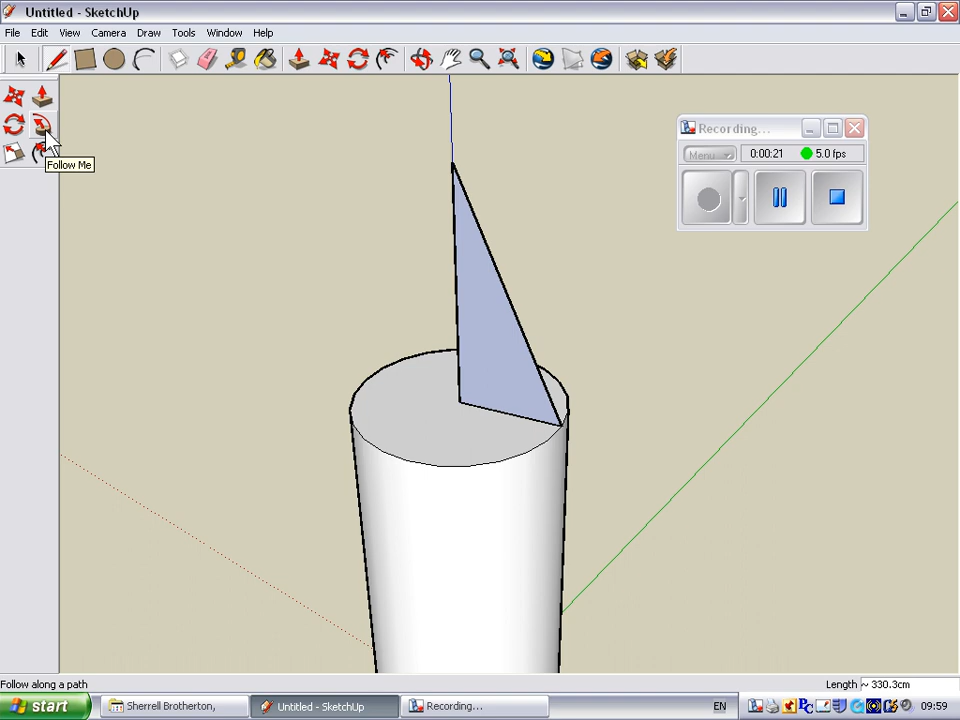 Untitled - SketchUp
File Edit View Camera Draw Tools Window Help
Recording...
Menu 0:00:21 5.0 fps
Follow Me
Follow along a path
Length ~ 330.3cm
start Sherrell Brotherton, Untitled - SketchUp Recording... EN 09:59